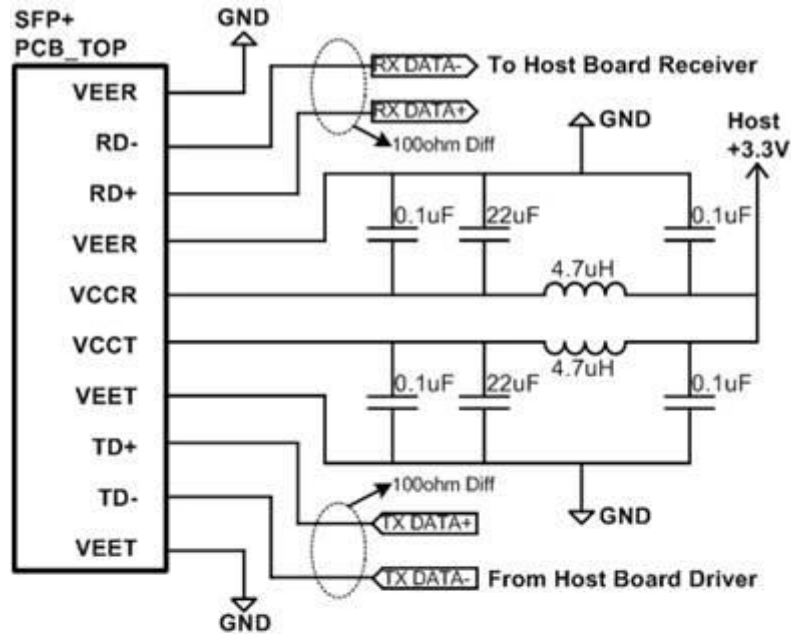 SFP+
PCB_TOP
GND
VEER
RD-
RD+
VEER
VCCR
VCCT
VEET
TD+
TD-
VEET
RX DATA-
To Host Board Receiver
RX DATA+
100ohm Diff
GND
Host
+3.3V
0.1uF
22uF
0.1uF
4.7uH
4.7uH
0.1uF
22uF
0.1uF
100ohm Diff
TX DATA+
GND
TX DATA-
From Host Board Driver
GND